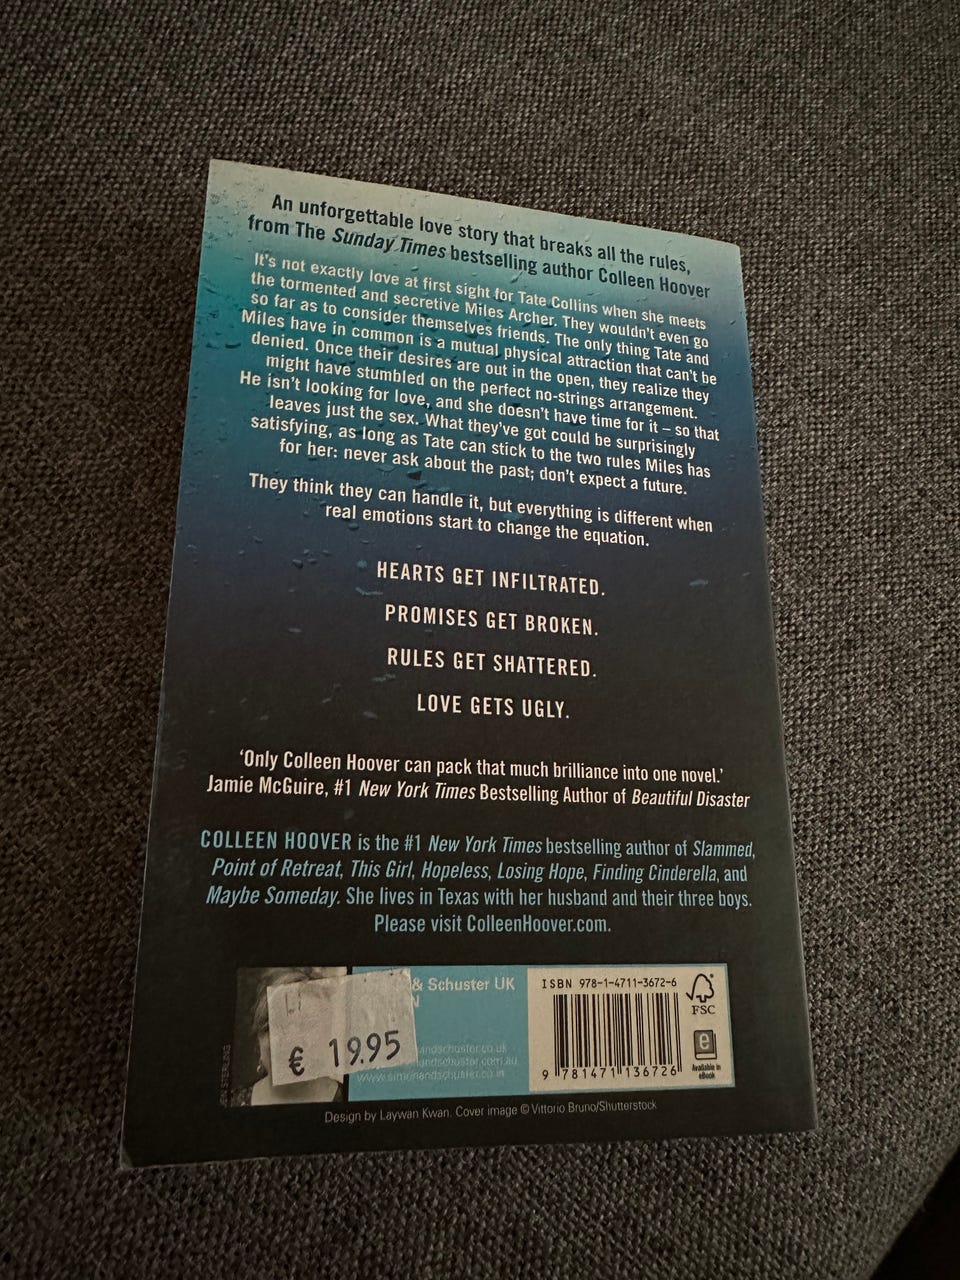 An unforgettable love story that breaks all the rules,
from The Sunday Times bestselling author Colleen Hoover
It's not exactly love at first sight for Tate Collins when she meets
the tormented and secretive Miles Archer. They wouldn't even go
so far as to consider themselves friends. The only thing Tate and
Miles have in common is a mutual physical attraction that can't be
denied. Once their desires are out in the open, they realize they
might have stumbled on the perfect no-strings arrangement.
He isn't looking for love, and she doesn't have time for it – so that
leaves just the sex. What they've got could be surprisingly
satisfying, as long as Tate can stick to the two rules Miles has
for her: never ask about the past; don't expect a future.
They think they can handle it, but everything is different when
real emotions start to change the equation.
HEARTS GET INFILTRATED.
PROMISES GET BROKEN.
RULES GET SHATTERED.
LOVE GETS UGLY.
'Only Colleen Hoover can pack that much brilliance into one novel.'
Jamie McGuire, #1 New York Times Bestselling Author of Beautiful Disaster
COLLEEN HOOVER is the #1 New York Times bestselling author of Slammed,
Point of Retreat, This Girl, Hopeless, Losing Hope, Finding Cinderella, and
Maybe Someday. She lives in Texas with her husband and their three boys.
Please visit ColleenHoover.com.
& Schuster UK
N
€ 19.95
www.simonandschuster.co.in
ISBN 978-1-4711-3672-6
9 781471 136726
FSC
e
Available in
eBook
Design by Laywan Kwan. Cover image © Vittorio Bruno/Shutterstock